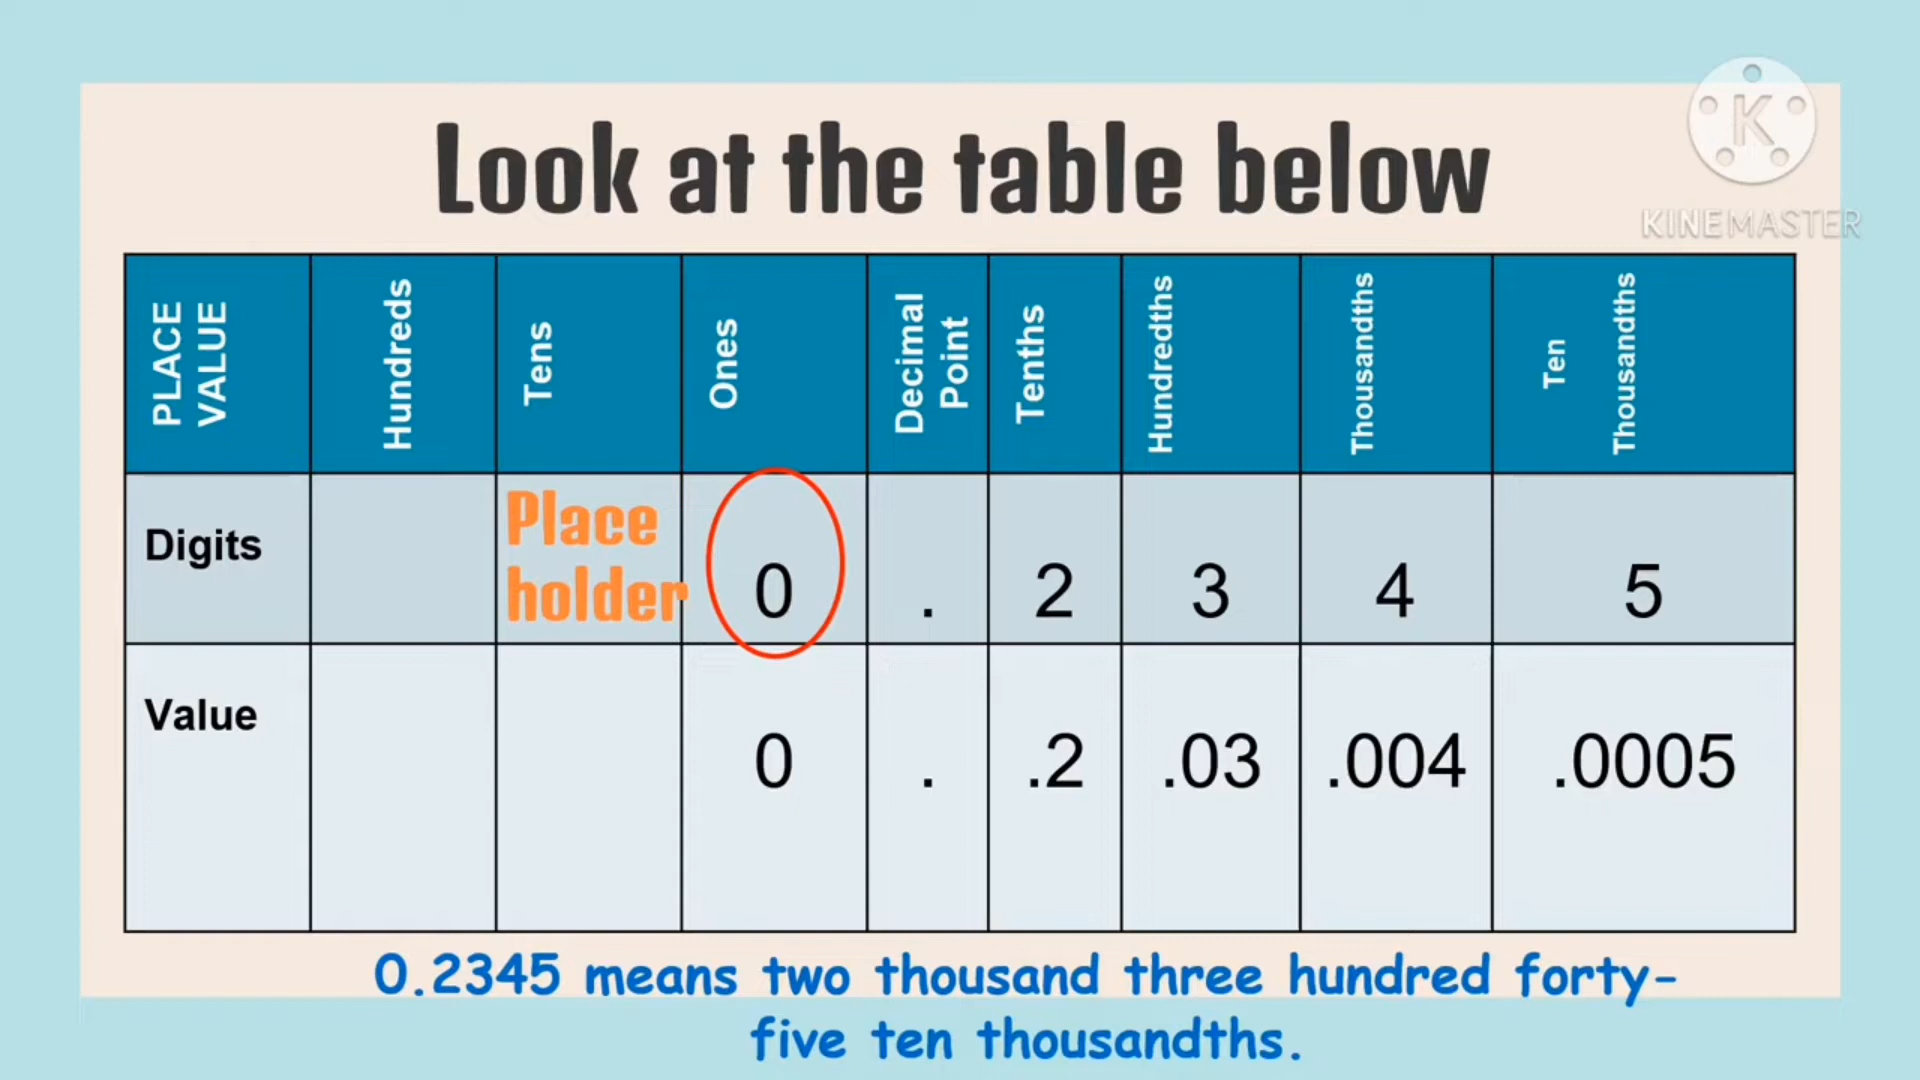 Look at the table below
K
KINEMASTER
PLACE VALUE Hundreds Tens Ones Decimal Point Tenths Hundredths Thousandths Ten Thousandths
Digits Place holder 0 . 2 3 4 5
Value 0 . .2 .03 .004 .0005
0.2345 means two thousand three hundred forty-
five ten thousandths.